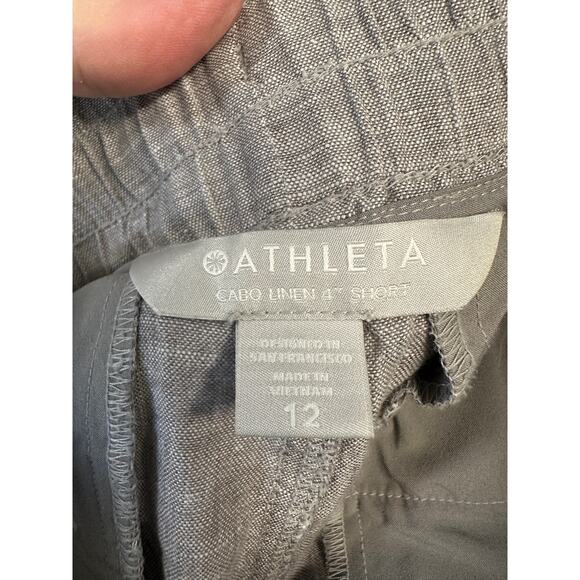 ATHLETA
CABO LINEN 4" SHORT
DESIGNED IN
SAN FRANCISCO
MADE IN
VIETNAM
12